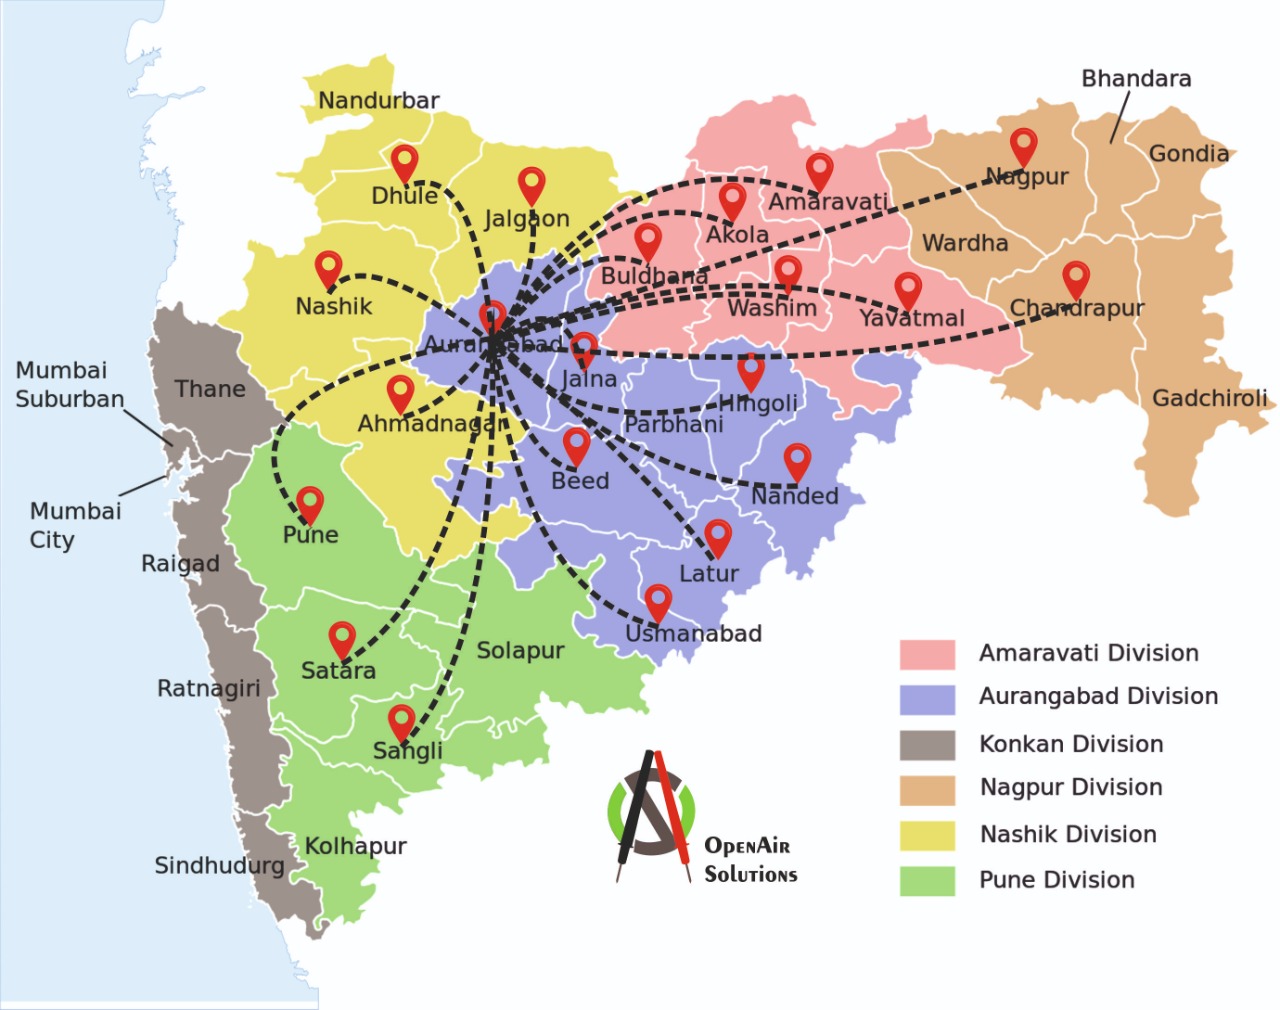 Bhandara
Nandurbar
Gondia
Nagpur
Dhule
Amaravati
Jalgaon
Akola
Wardha
Buldhana
Nashik
Washim
Yavatmal
Chandrapur
Aurangabad
Mumbai
Suburban
Thane
Jalna
Gadchiroli
Hingoli
Ahmadnagar
Parbhani
Beed
Nanded
Mumbai
City
Pune
Raigad
Latur
Usmanabad
Solapur
Satara
Ratnagiri
Sangli
Kolhapur
Sindhudurg
OpenAir
Solutions
Amaravati Division
Aurangabad Division
Konkan Division
Nagpur Division
Nashik Division
Pune Division